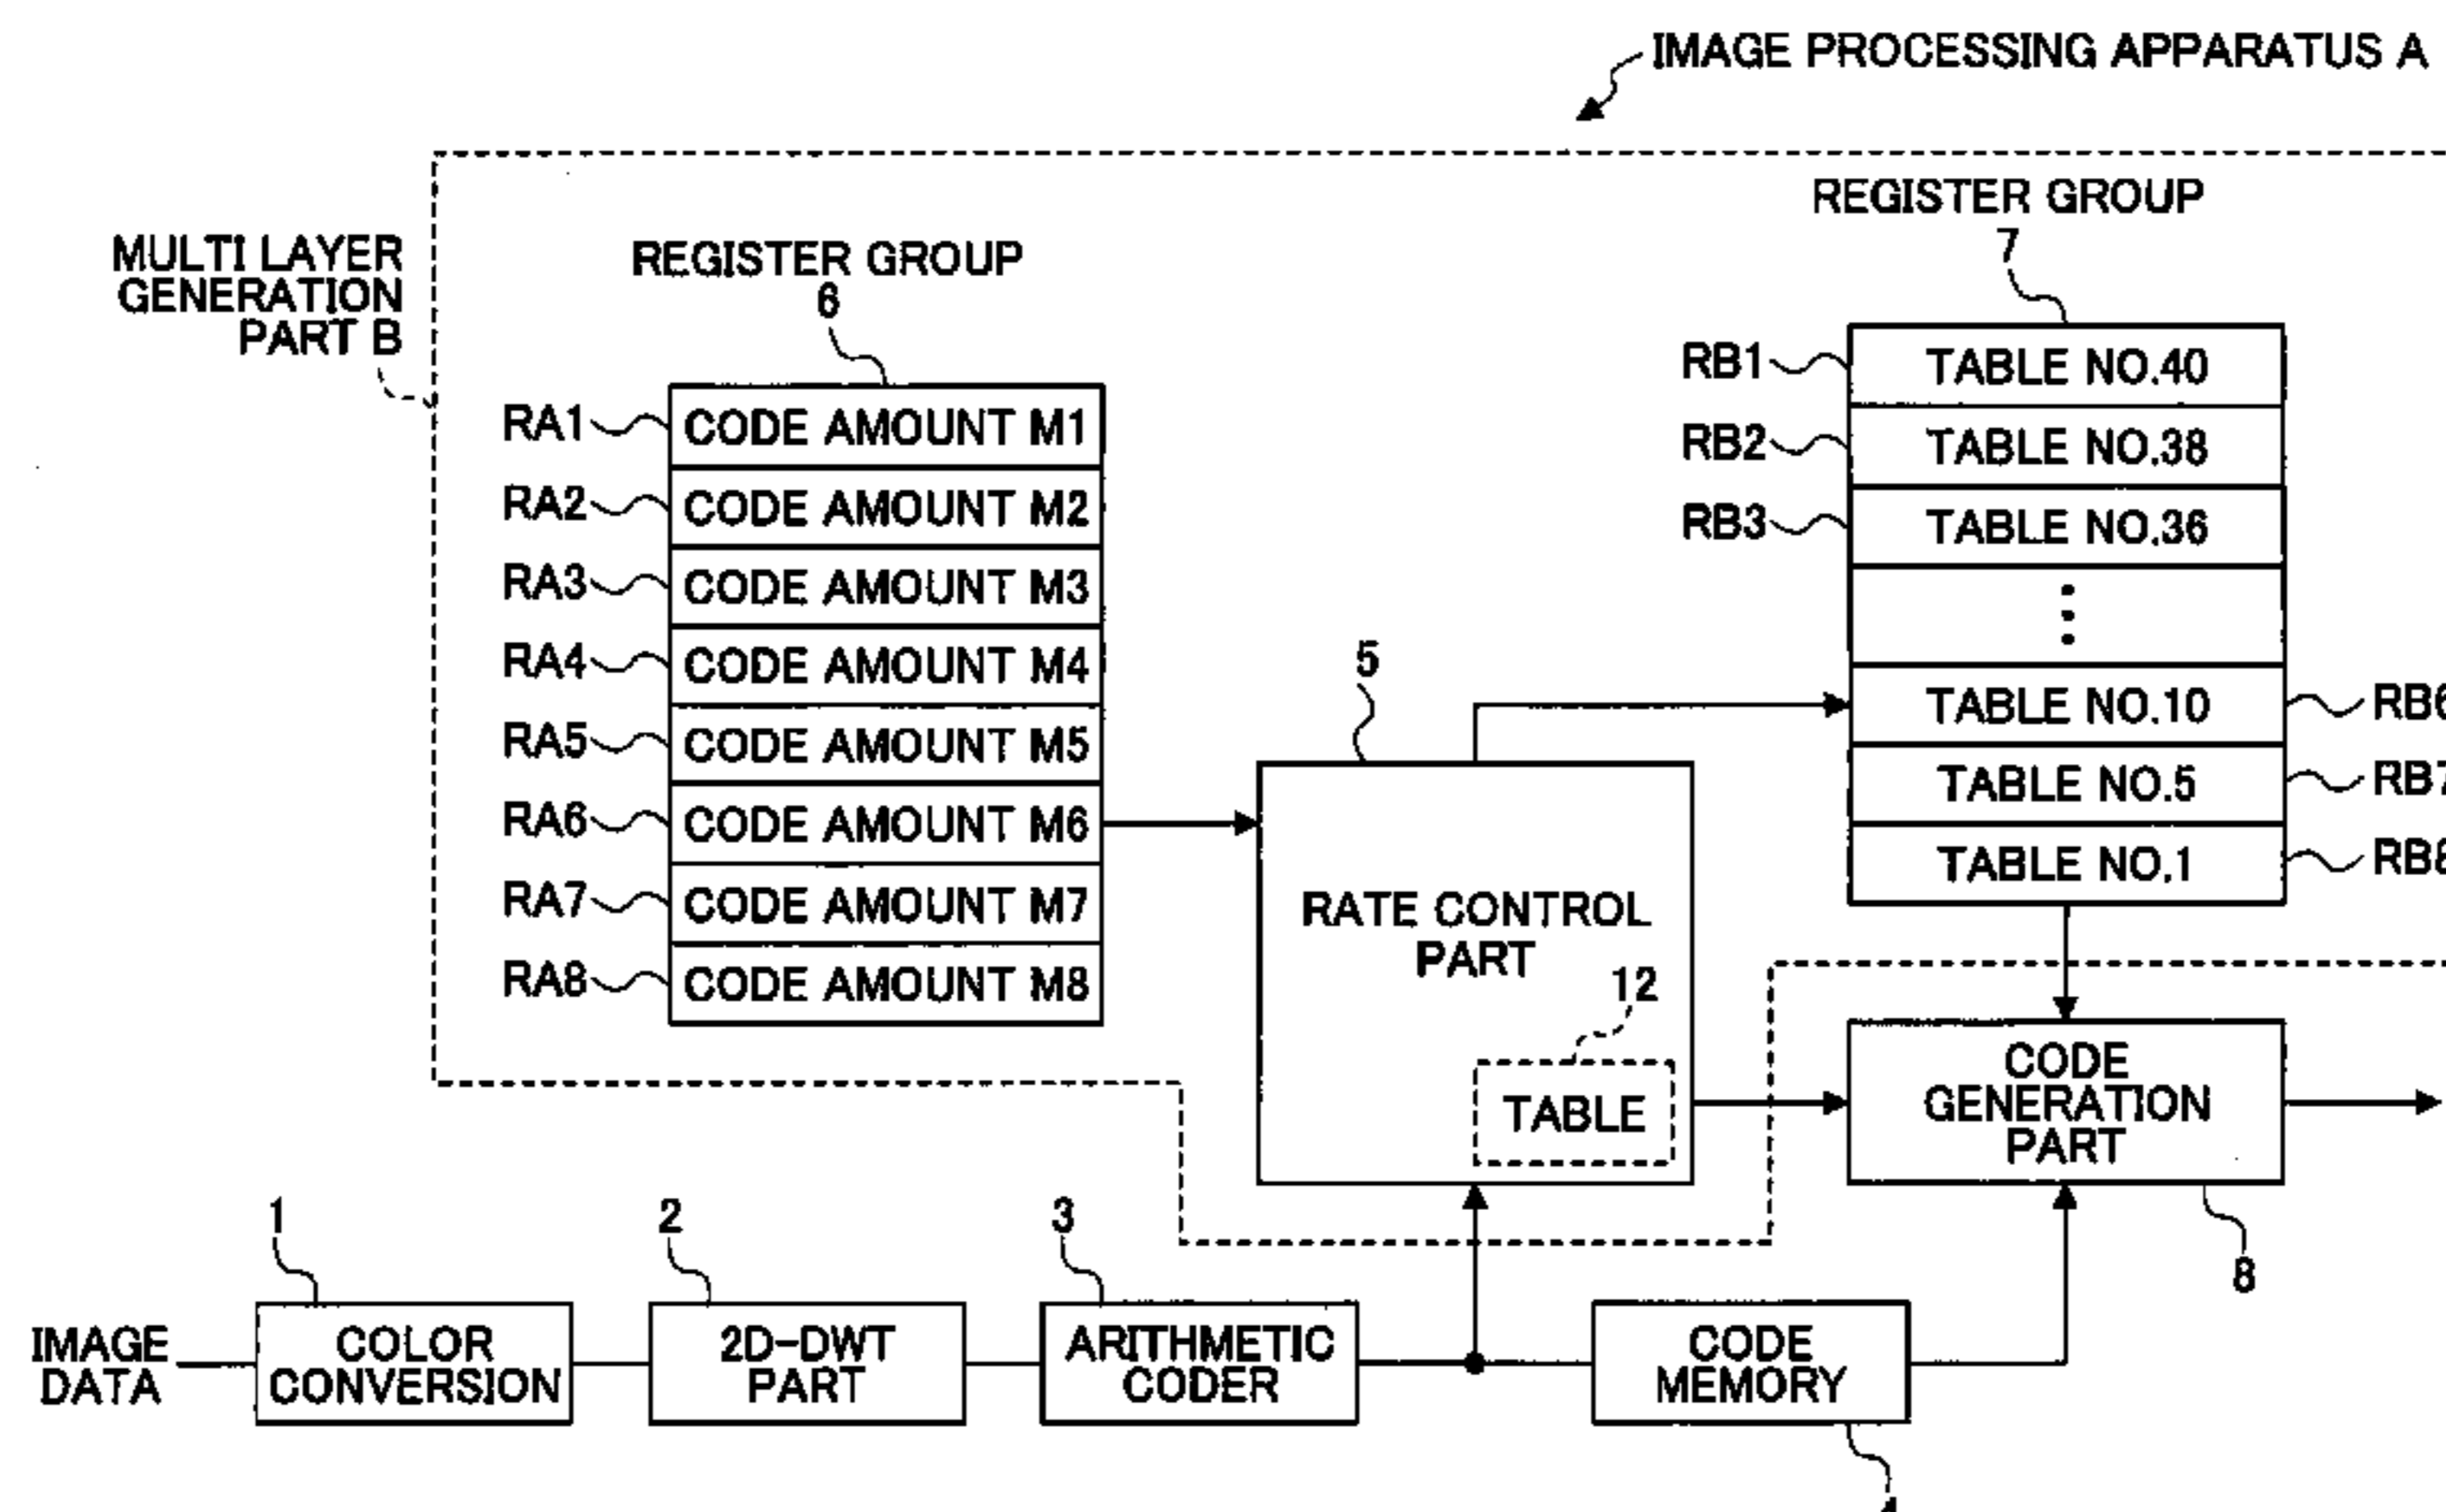 IMAGE PROCESSING APPARATUS A
MULTI LAYER
GENERATION
PART B
REGISTER GROUP
6
RA1
CODE AMOUNT M1
RA2
CODE AMOUNT M2
RA3
CODE AMOUNT M3
RA4
CODE AMOUNT M4
RA5
CODE AMOUNT M5
RA6
CODE AMOUNT M6
RA7
CODE AMOUNT M7
RA8
CODE AMOUNT M8
REGISTER GROUP
7
RB1
TABLE NO.40
RB2
TABLE NO.38
RB3
TABLE NO.36
TABLE NO.10
RB6
TABLE NO.5
RB7
TABLE NO.1
RB8
5
RATE CONTROL
PART
12
TABLE
CODE
GENERATION
PART
8
IMAGE
DATA
1
COLOR
CONVERSION
2
2D-DWT
PART
3
ARITHMETIC
CODER
CODE
MEMORY